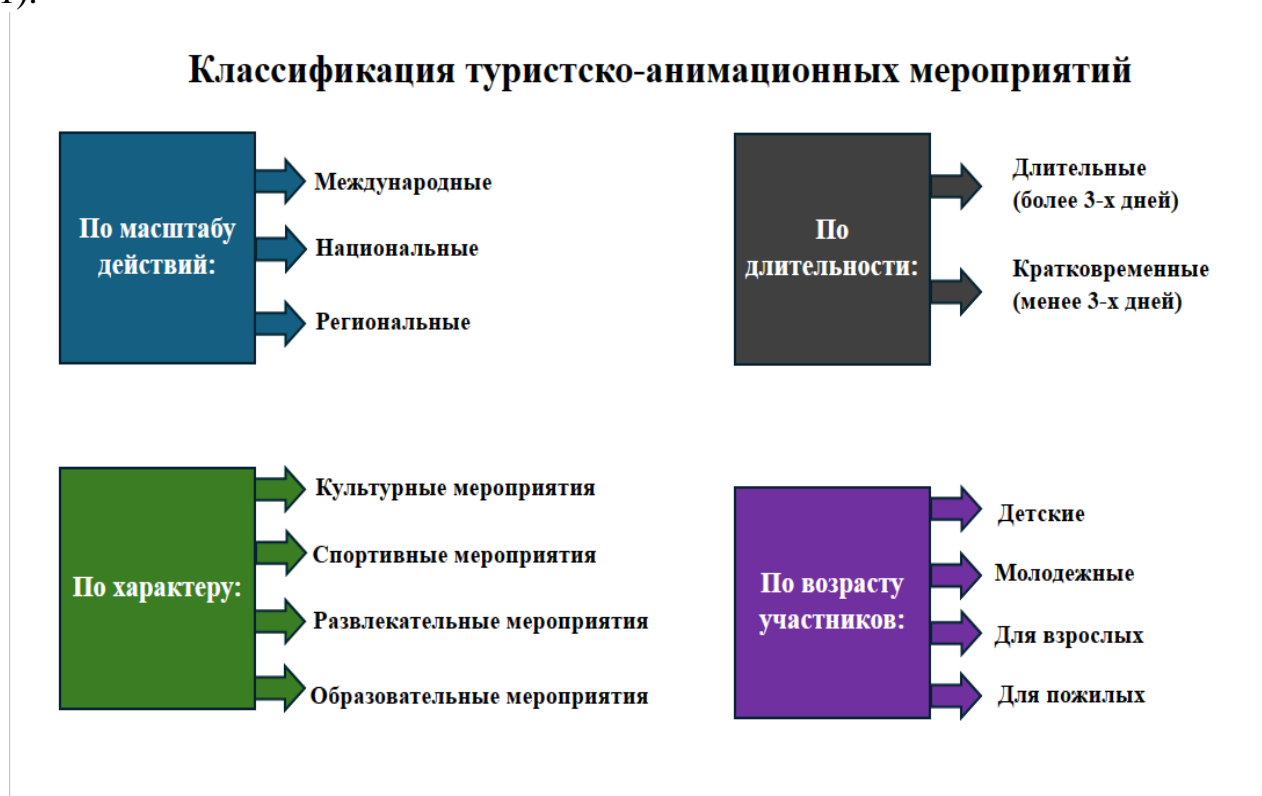 1).
Классификация туристско-анимационных мероприятий
По масштабу
действий:
Международные
Национальные
Региональные
По
длительности:
Длительные
(более 3-х дней)
Кратковременные
(менее 3-х дней)
По характеру:
Культурные мероприятия
Спортивные мероприятия
Развлекательные мероприятия
Образовательные мероприятия
По возрасту
участников:
Детские
Молодежные
Для взрослых
Для пожилых